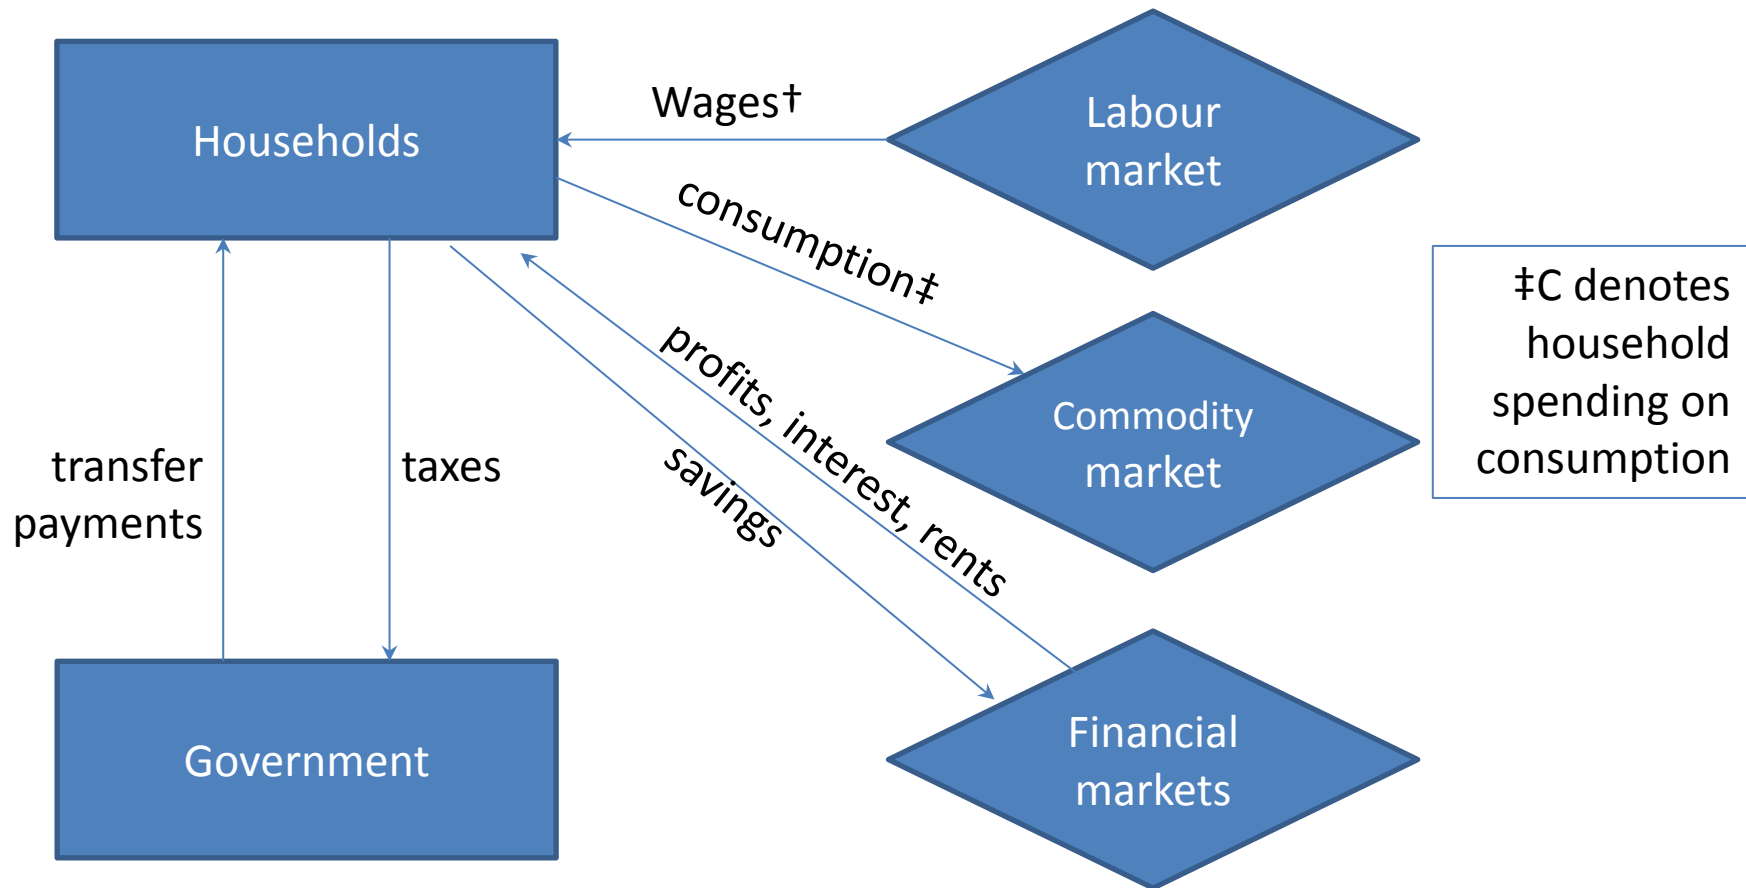 Households
Wages†
Labour
market
consumption‡
‡C denotes
household
spending on
consumption
profits, interest, rents
Commodity
market
savings
transfer
payments
taxes
Government
Financial
markets